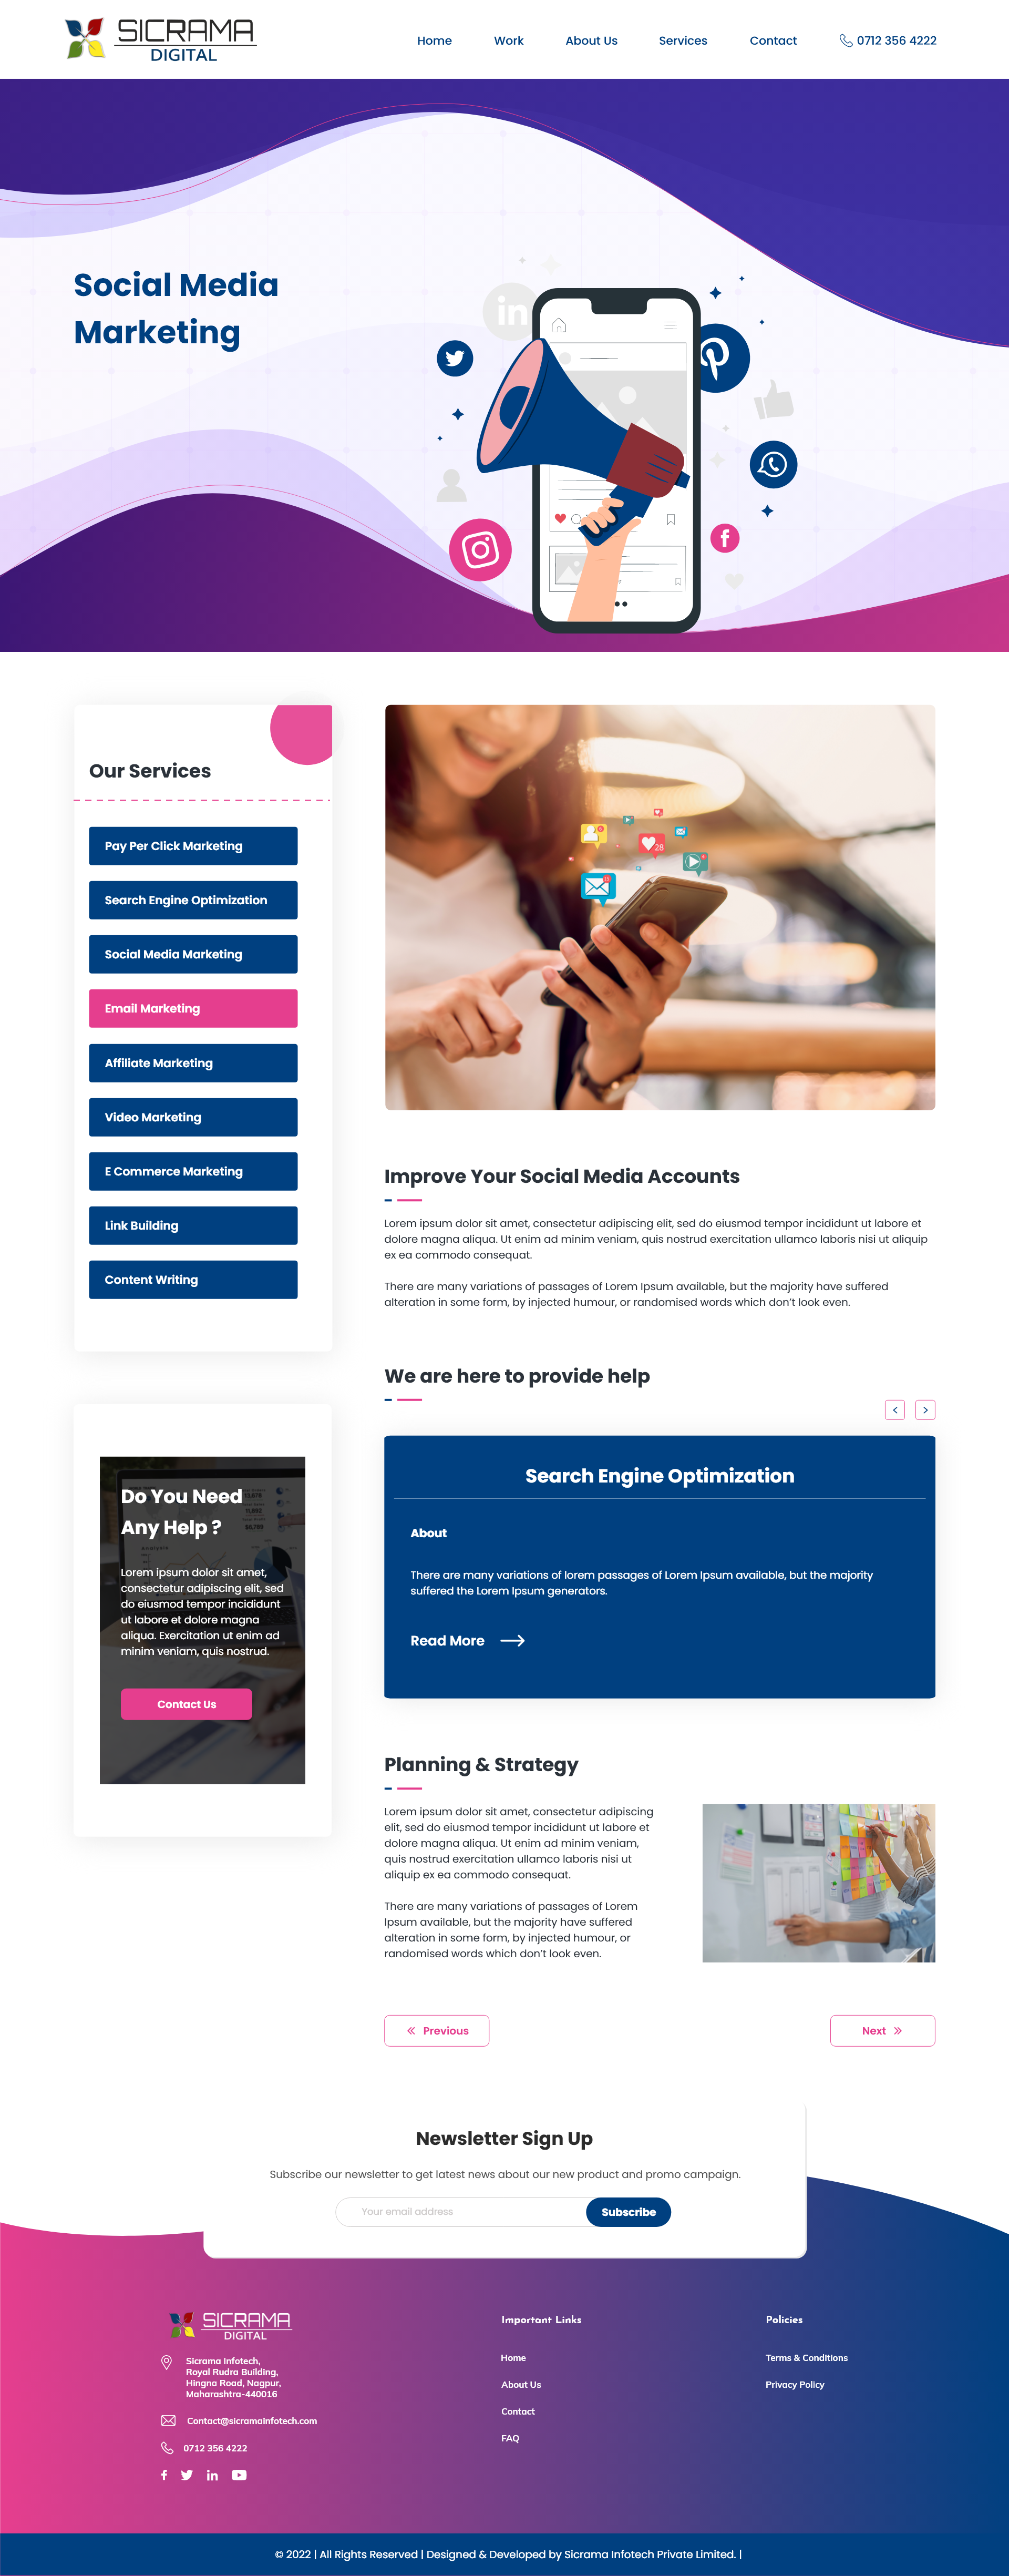 SICRAMA
DIGITAL
Home
Work
About Us
Services
Contact
0712 356 4222
Social Media
Marketing
in
f
Our Services
Pay Per Click Marketing
Search Engine Optimization
Social Media Marketing
Email Marketing
Affiliate Marketing
Video Marketing
E Commerce Marketing
Link Building
Content Writing
28
Improve Your Social Media Accounts
Lorem ipsum dolor sit amet, consectetur adipiscing elit, sed do eiusmod tempor incididunt ut labore et
dolore magna aliqua. Ut enim ad minim veniam, quis nostrud exercitation ullamco laboris nisi ut aliquip
ex ea commodo consequat.
There are many variations of passages of Lorem Ipsum available, but the majority have suffered
alteration in some form, by injected humour, or randomised words which don't look even.
We are here to provide help
< >
Search Engine Optimization
About
There are many variations of lorem passages of Lorem Ipsum available, but the majority
suffered the Lorem Ipsum generators.
Read More
Do You Need
Any Help ?
Lorem ipsum dolor sit amet,
consectetur adipiscing elit, sed
do eiusmod tempor incididunt
ut labore et dolore magna
aliqua. Exercitation ut enim ad
minim veniam, quis nostrud.
Contact Us
Planning & Strategy
Lorem ipsum dolor sit amet, consectetur adipiscing
elit, sed do eiusmod tempor incididunt ut labore et
dolore magna aliqua. Ut enim ad minim veniam,
quis nostrud exercitation ullamco laboris nisi ut
aliquip ex ea commodo consequat.
There are many variations of passages of Lorem
Ipsum available, but the majority have suffered
alteration in some form, by injected humour, or
randomised words which don't look even.
« Previous
Next »
Newsletter Sign Up
Subscribe our newsletter to get latest news about our new product and promo campaign.
Your email address
Subscribe
SICRAMA
DIGITAL
Sicrama Infotech,
Royal Rudra Building,
Hingna Road, Nagpur,
Maharashtra-440016
Contact@sicramainfotech.com
0712 356 4222
f in
Important Links
Home
About Us
Contact
FAQ
Policies
Terms & Conditions
Privacy Policy
© 2022 | All Rights Reserved | Designed & Developed by Sicrama Infotech Private Limited. |